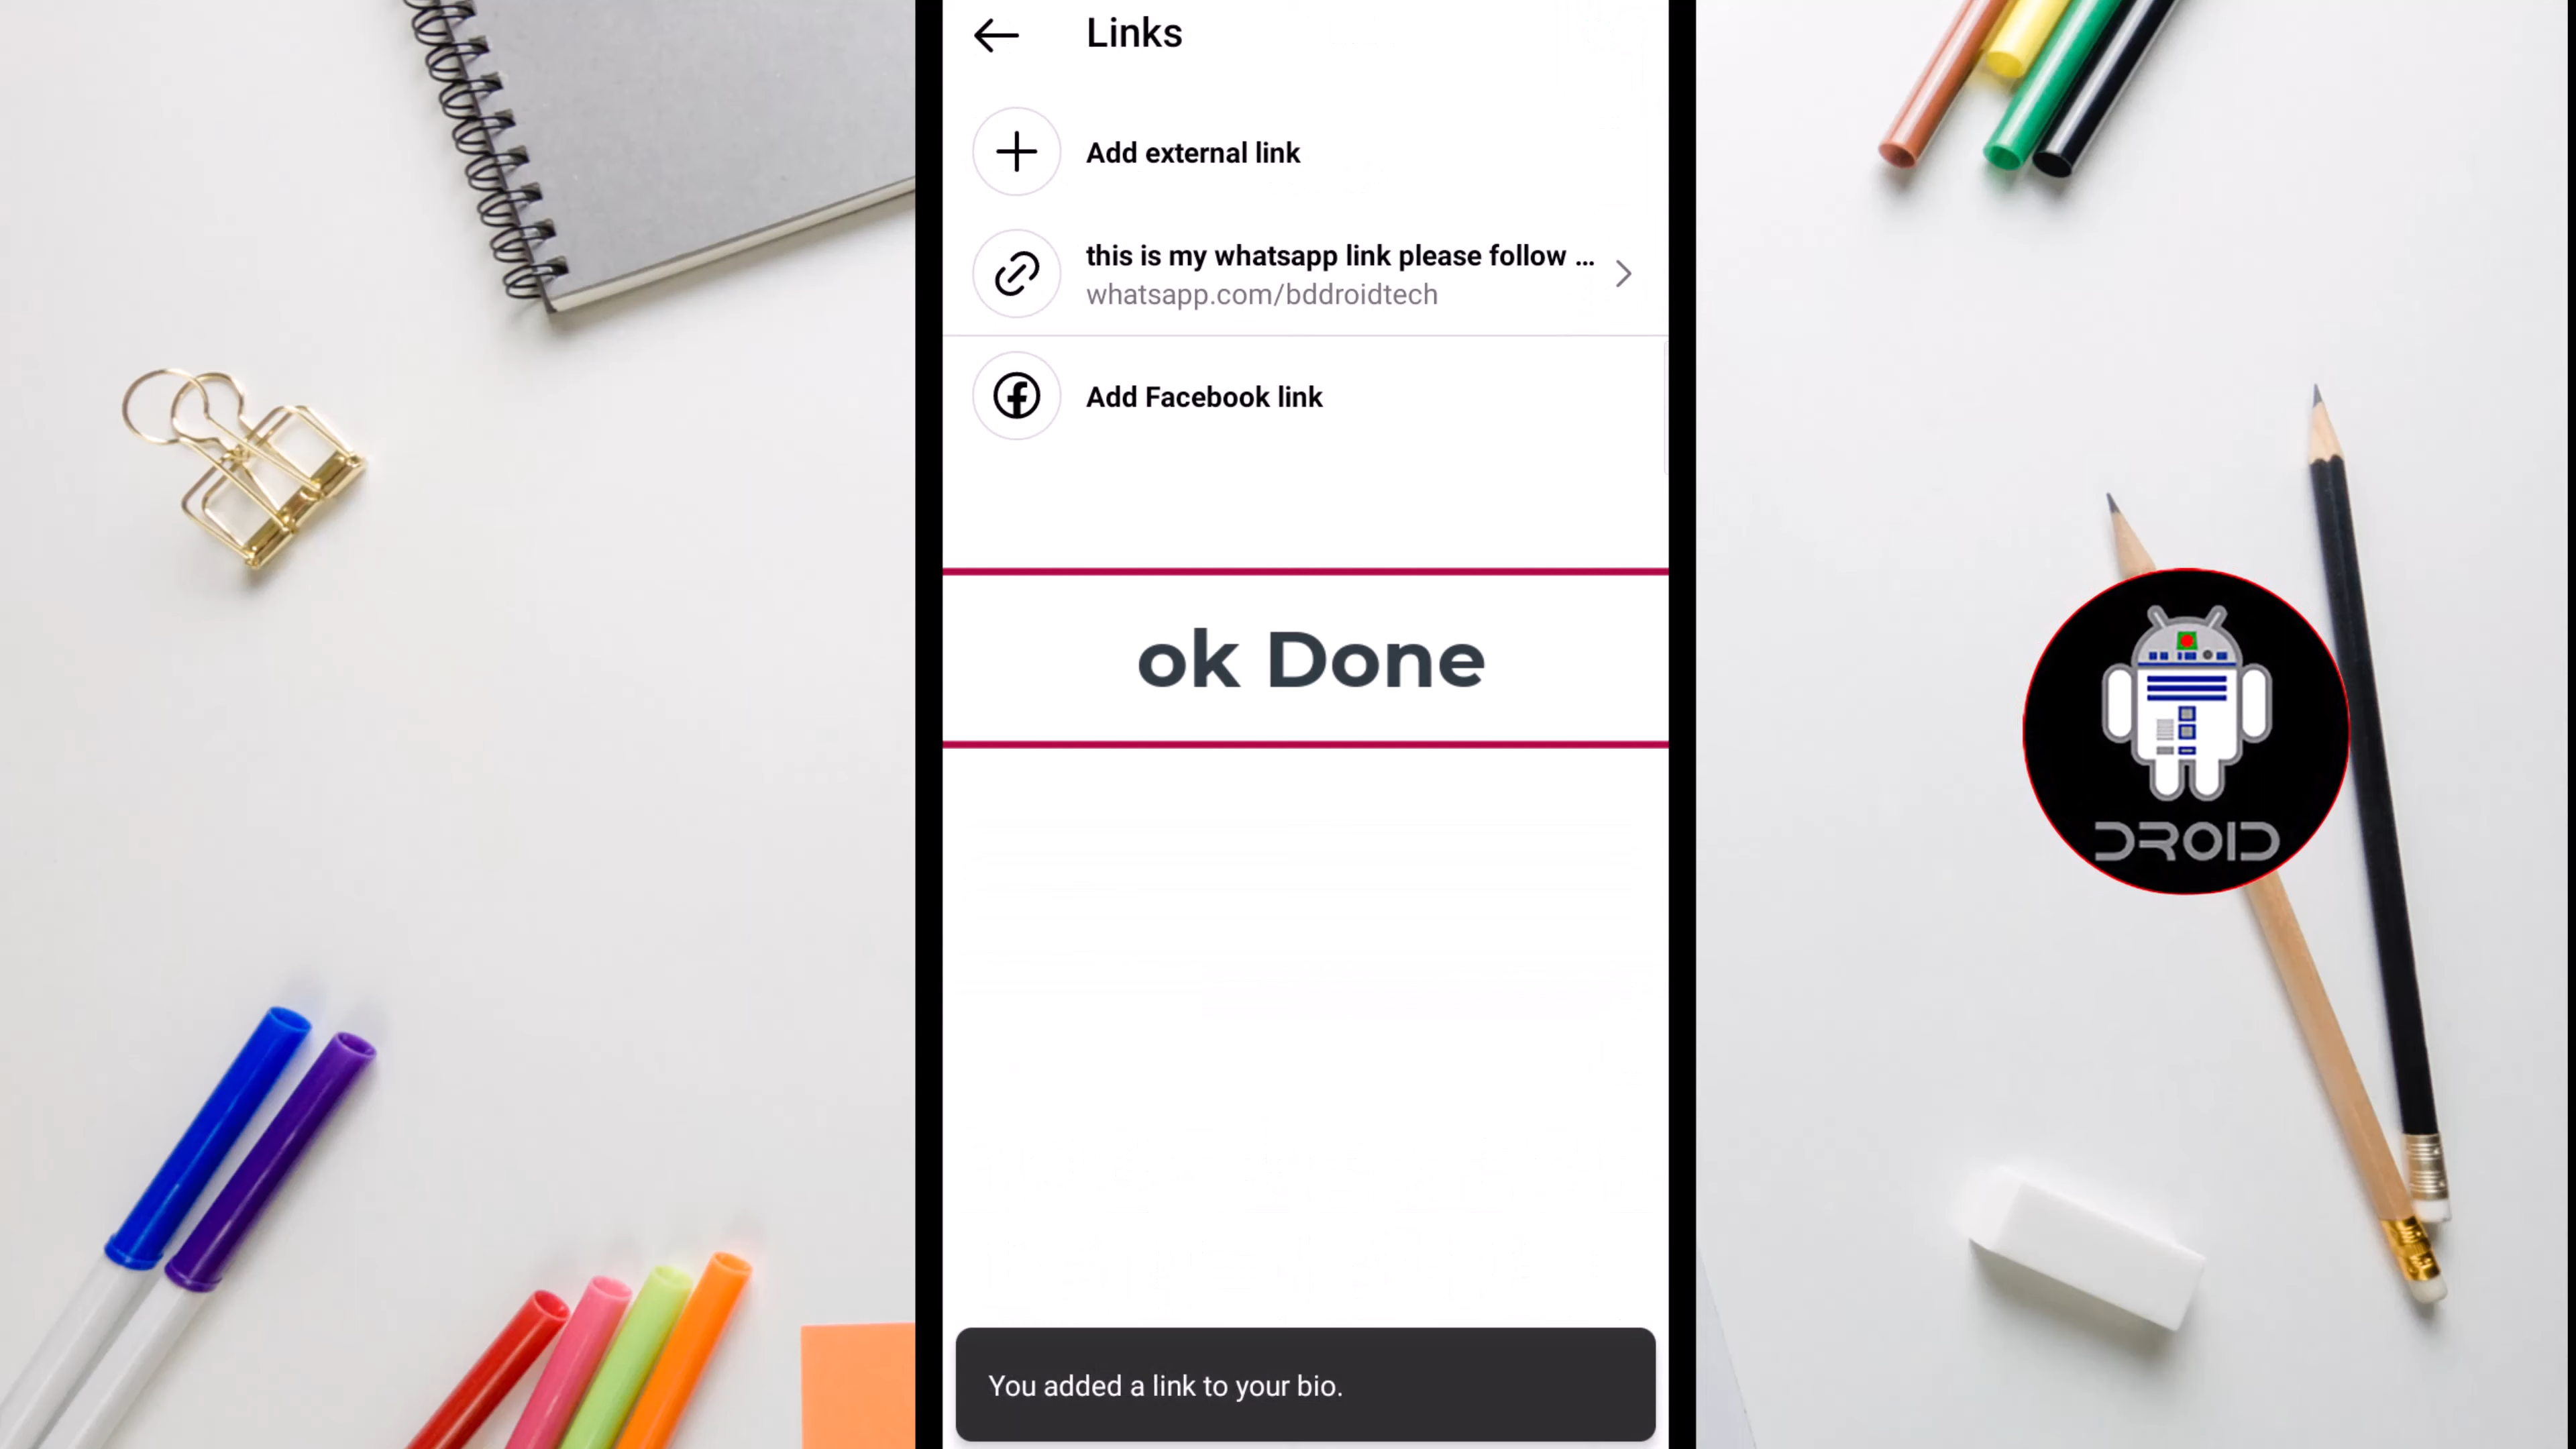 Links
Add external link
this is my whatsapp link please follow ...
whatsapp.com/bddroidtech
Add Facebook link
ok Done
DROID
You added a link to your bio.